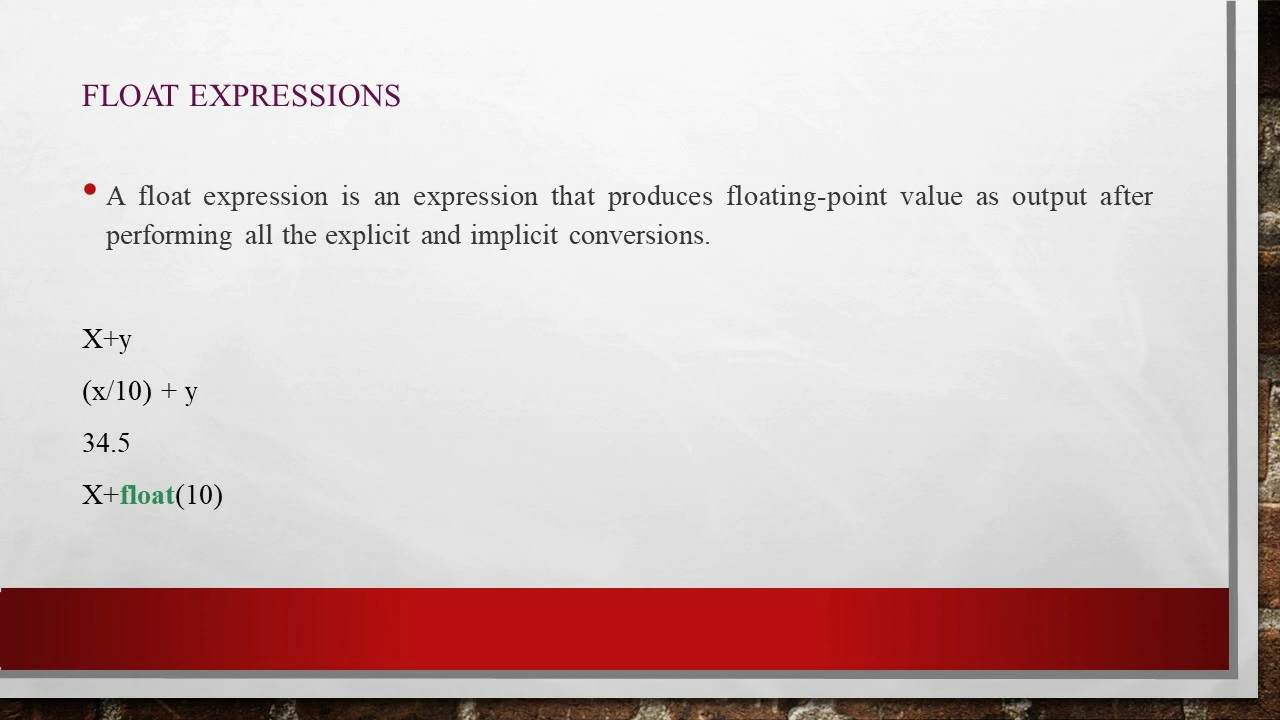 FLOAT EXPRESSIONS
• A float expression is an expression that produces floating-point value as output after
performing all the explicit and implicit conversions.
X+y
(x/10) + y
34.5
X+float(10)